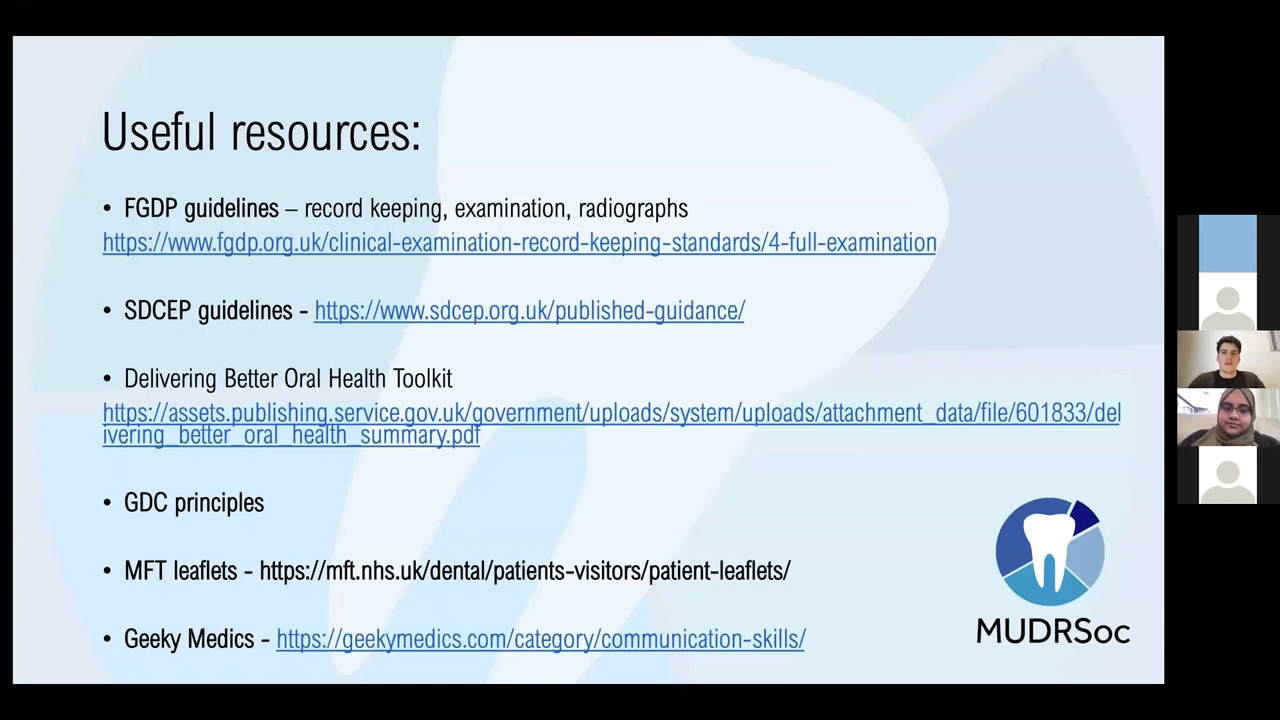 Useful resources:
• FGDP guidelines – record keeping, examination, radiographs
https://www.fgdp.org.uk/clinical-examination-record-keeping-standards/4-full-examination
• SDCEP guidelines - https://www.sdcep.org.uk/published-guidance/
• Delivering Better Oral Health Toolkit
https://assets.publishing.service.gov.uk/government/uploads/system/uploads/attachment_data/file/601833/del
ivering_better_oral_health_summary.pdf
• GDC principles
• MFT leaflets - https://mft.nhs.uk/dental/patients-visitors/patient-leaflets/
• Geeky Medics - https://geekymedics.com/category/communication-skills/
MUDRSoc